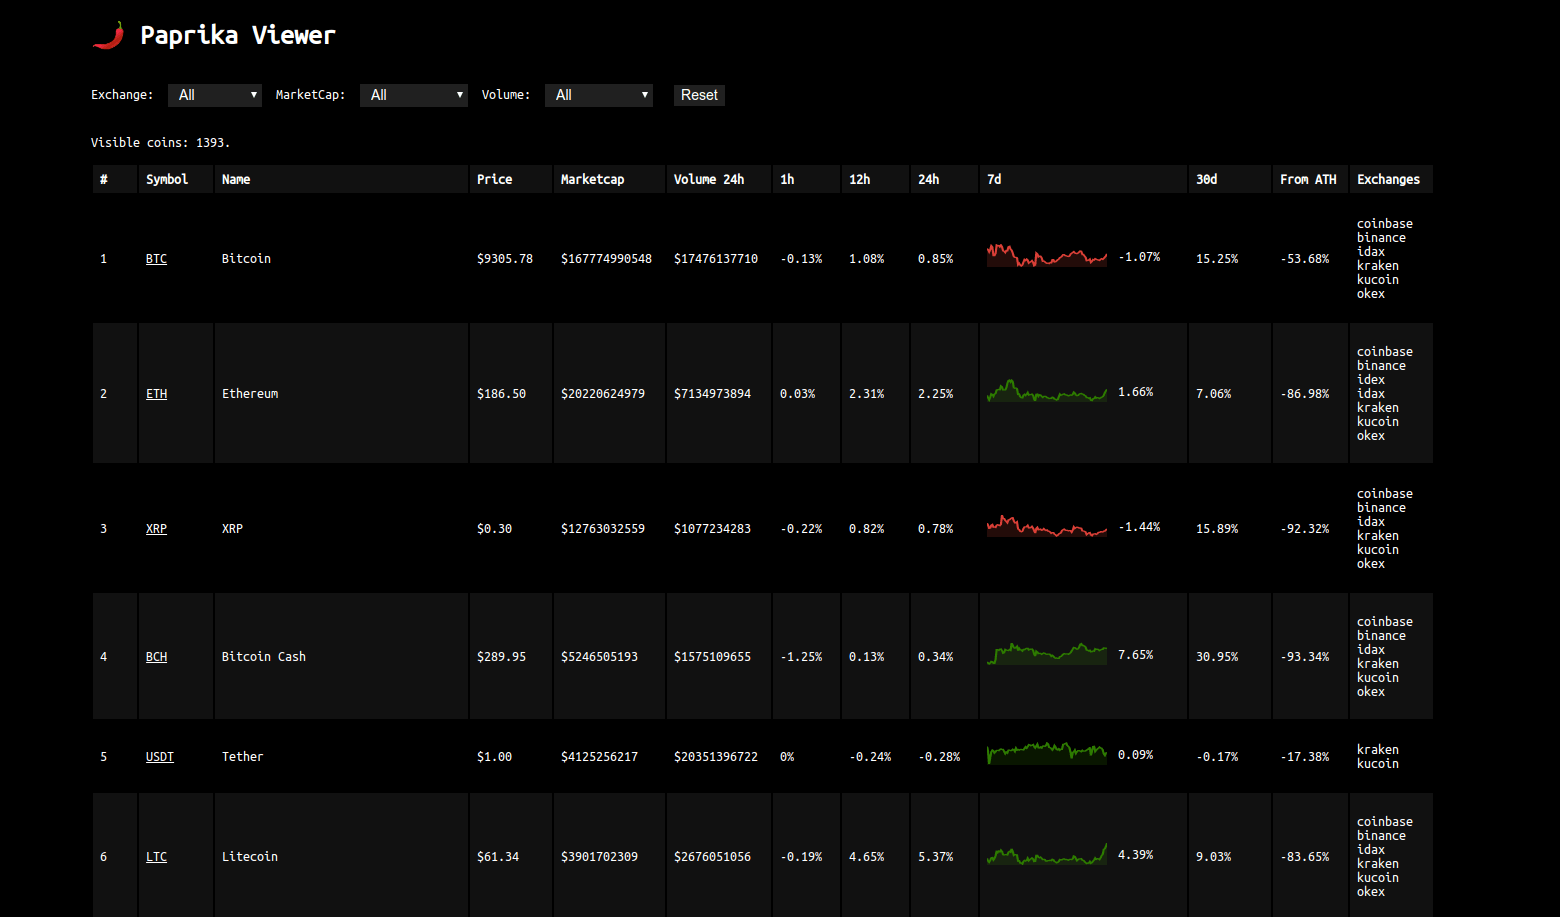 Paprika Viewer
Exchange: All MarketCap: All Volume: All Reset
Visible coins: 1393.
# Symbol Name Price Marketcap Volume 24h 1h 12h 24h 7d 30d From ATH Exchanges
1 BTC Bitcoin $9305.78 $167774990548 $17476137710 -0.13% 1.08% 0.85% -1.07% 15.25% -53.68%
coinbase
binance
idax
kraken
kucoin
okex
2 ETH Ethereum $186.50 $20220624979 $7134973894 0.03% 2.31% 2.25% 1.66% 7.06% -86.98%
coinbase
binance
idex
idax
kraken
kucoin
okex
3 XRP XRP $0.30 $12763032559 $1077234283 -0.22% 0.82% 0.78% -1.44% 15.89% -92.32%
coinbase
binance
idax
kraken
kucoin
okex
4 BCH Bitcoin Cash $289.95 $5246505193 $1575109655 -1.25% 0.13% 0.34% 7.65% 30.95% -93.34%
coinbase
binance
idax
kraken
kucoin
okex
5 USDT Tether $1.00 $4125256217 $20351396722 0% -0.24% -0.28% 0.09% -0.17% -17.38%
kraken
kucoin
6 LTC Litecoin $61.34 $3901702309 $2676051056 -0.19% 4.65% 5.37% 4.39% 9.03% -83.65%
coinbase
binance
idax
kraken
kucoin
okex